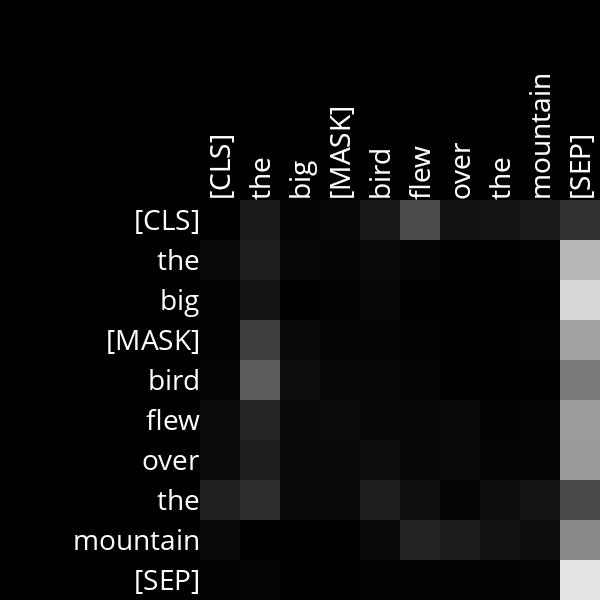 [CLS] the big [MASK] bird flew over the mountain [SEP]
[CLS]
the
big
[MASK]
bird
flew
over
the
mountain
[SEP]